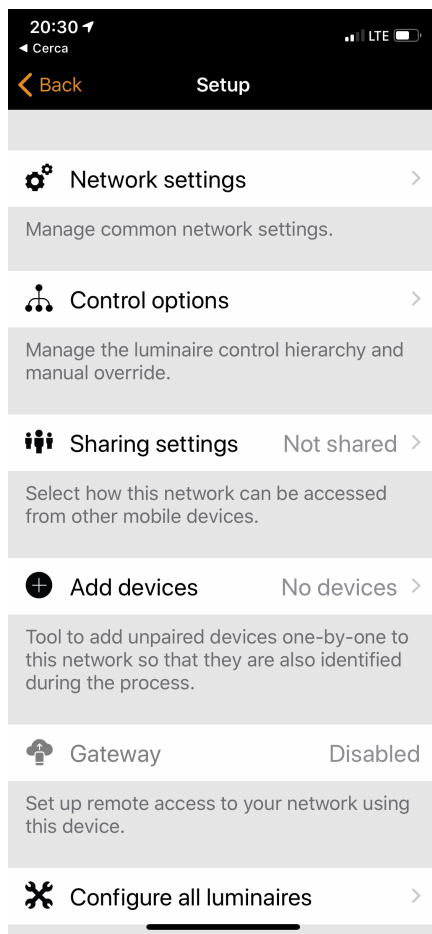 20:30
◀ Cerca
LTE
Back
Setup
Network settings
Manage common network settings.
Control options
Manage the luminaire control hierarchy and
manual override.
Sharing settings Not shared
Select how this network can be accessed
from other mobile devices.
Add devices No devices
Tool to add unpaired devices one-by-one to
this network so that they are also identified
during the process.
Gateway Disabled
Set up remote access to your network using
this device.
Configure all luminaires